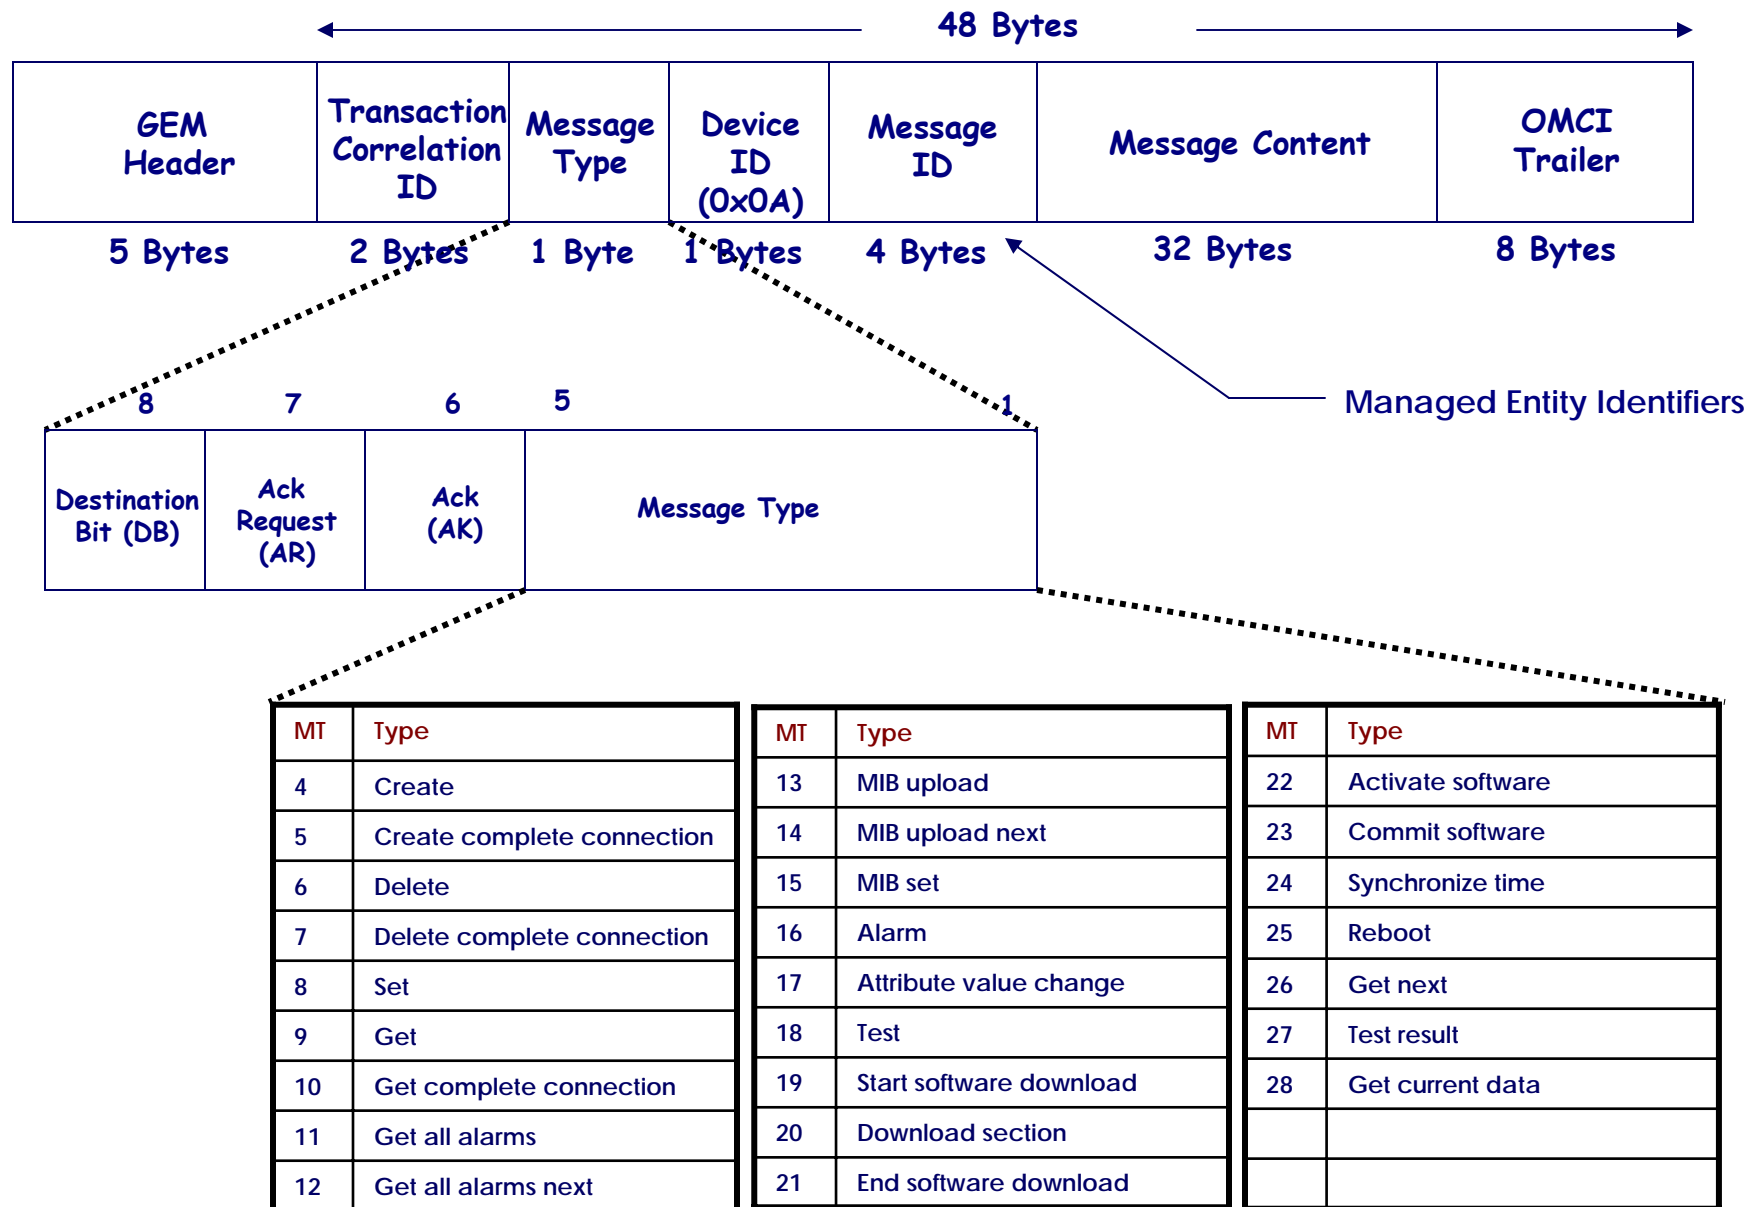 48 Bytes
GEM
Header
Transaction
Correlation
ID
Message
Type
Device
ID
(0x0A)
Message
ID
Message Content
OMCI
Trailer
5 Bytes
2 Bytes
1 Byte
1 Bytes
4 Bytes
32 Bytes
8 Bytes
Managed Entity Identifiers
8
7
6
5
1
Destination
Bit (DB)
Ack
Request
(AR)
Ack
(AK)
Message Type
MT Type
4 Create
5 Create complete connection
6 Delete
7 Delete complete connection
8 Set
9 Get
10 Get complete connection
11 Get all alarms
12 Get all alarms next
MT Type
13 MIB upload
14 MIB upload next
15 MIB set
16 Alarm
17 Attribute value change
18 Test
19 Start software download
20 Download section
21 End software download
MT Type
22 Activate software
23 Commit software
24 Synchronize time
25 Reboot
26 Get next
27 Test result
28 Get current data